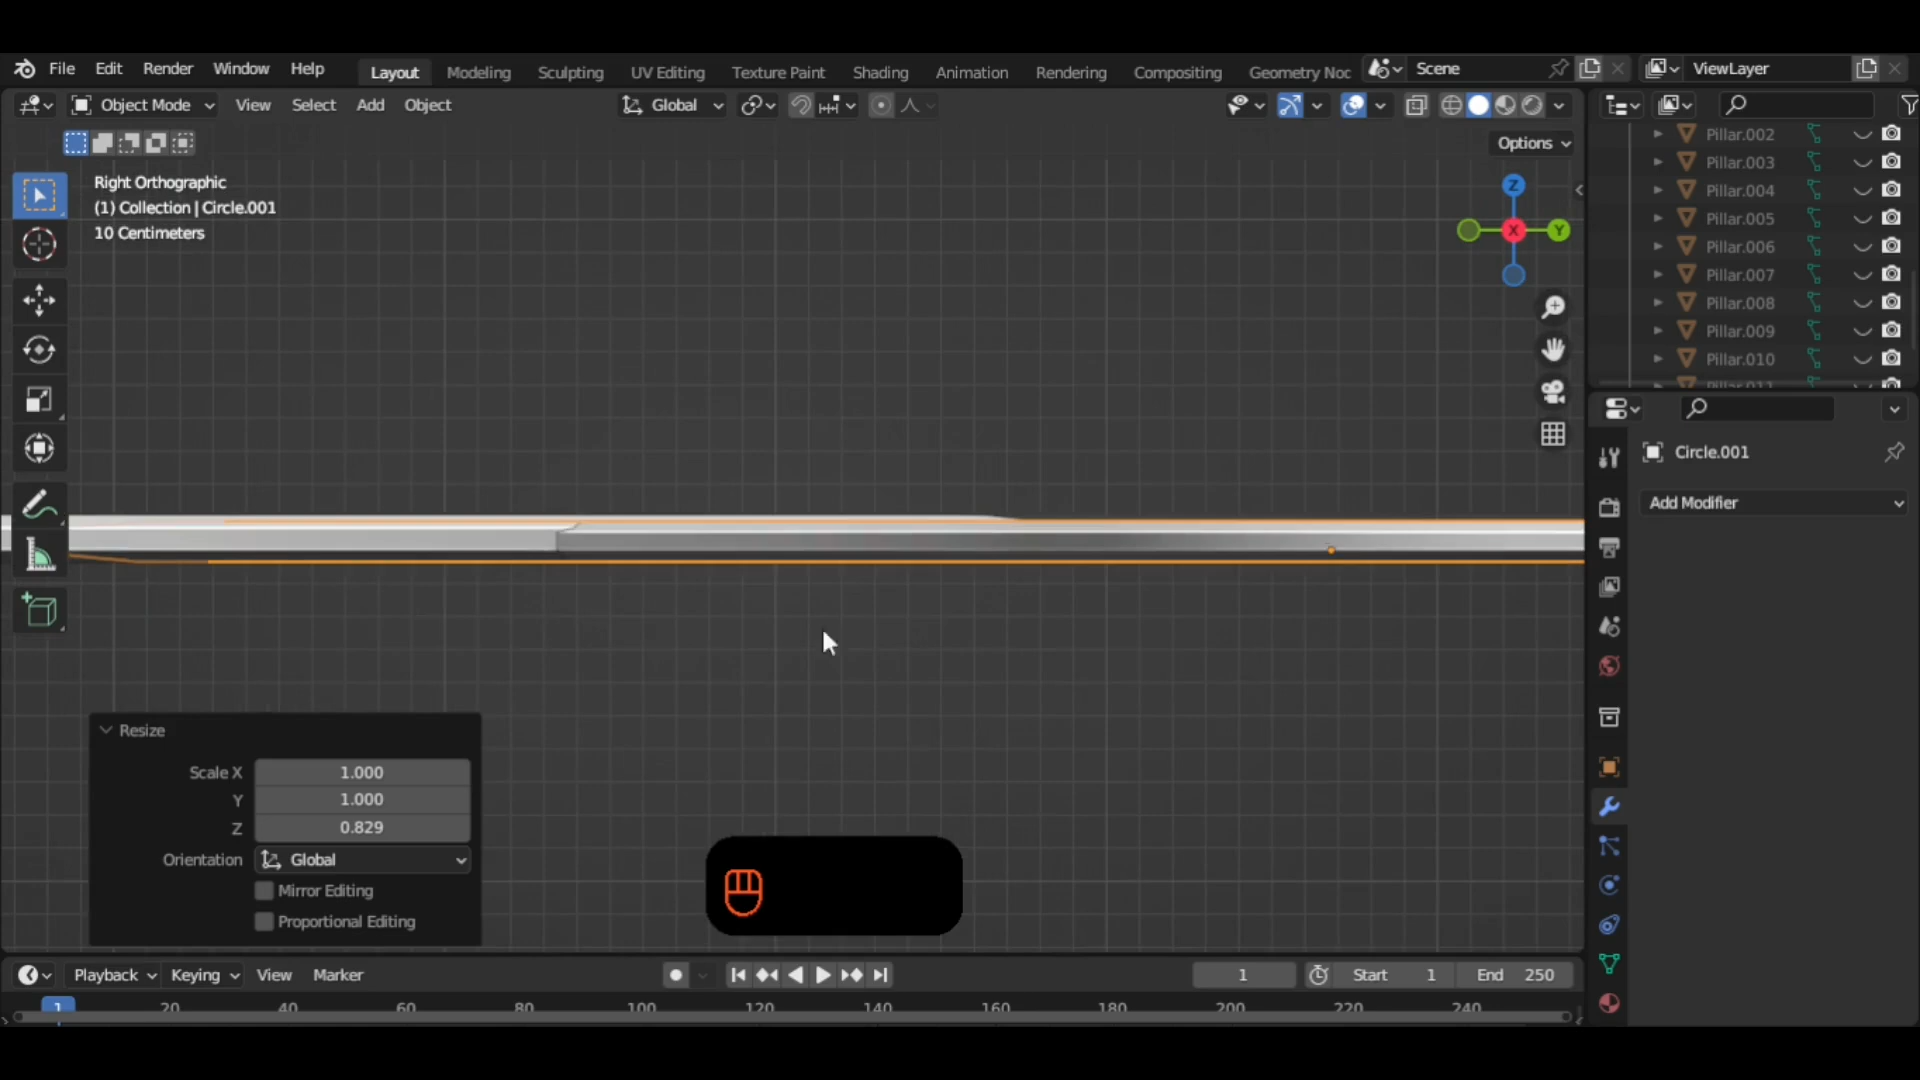 File Edit Render Window Help Layout Modeling Sculpting UV Editing Texture Paint Shading Animation Rendering Compositing Geometry Noc Scene ViewLayer
Object Mode View Select Add Object Global
Options
Right Orthographic
(1) Collection | Circle.001
10 Centimeters
Z
X
Y
Pillar.002
Pillar.003
Pillar.004
Pillar.005
Pillar.006
Pillar.007
Pillar.008
Pillar.009
Pillar.010
Pillar.011
Circle.001
Add Modifier
Resize
Scale X 1.000
Y 1.000
Z 0.829
Orientation Global
Mirror Editing
Proportional Editing
Playback Keying View Marker 1 Start 1 End 250
1 20 40 60 80 100 120 140 160 180 200 220 240